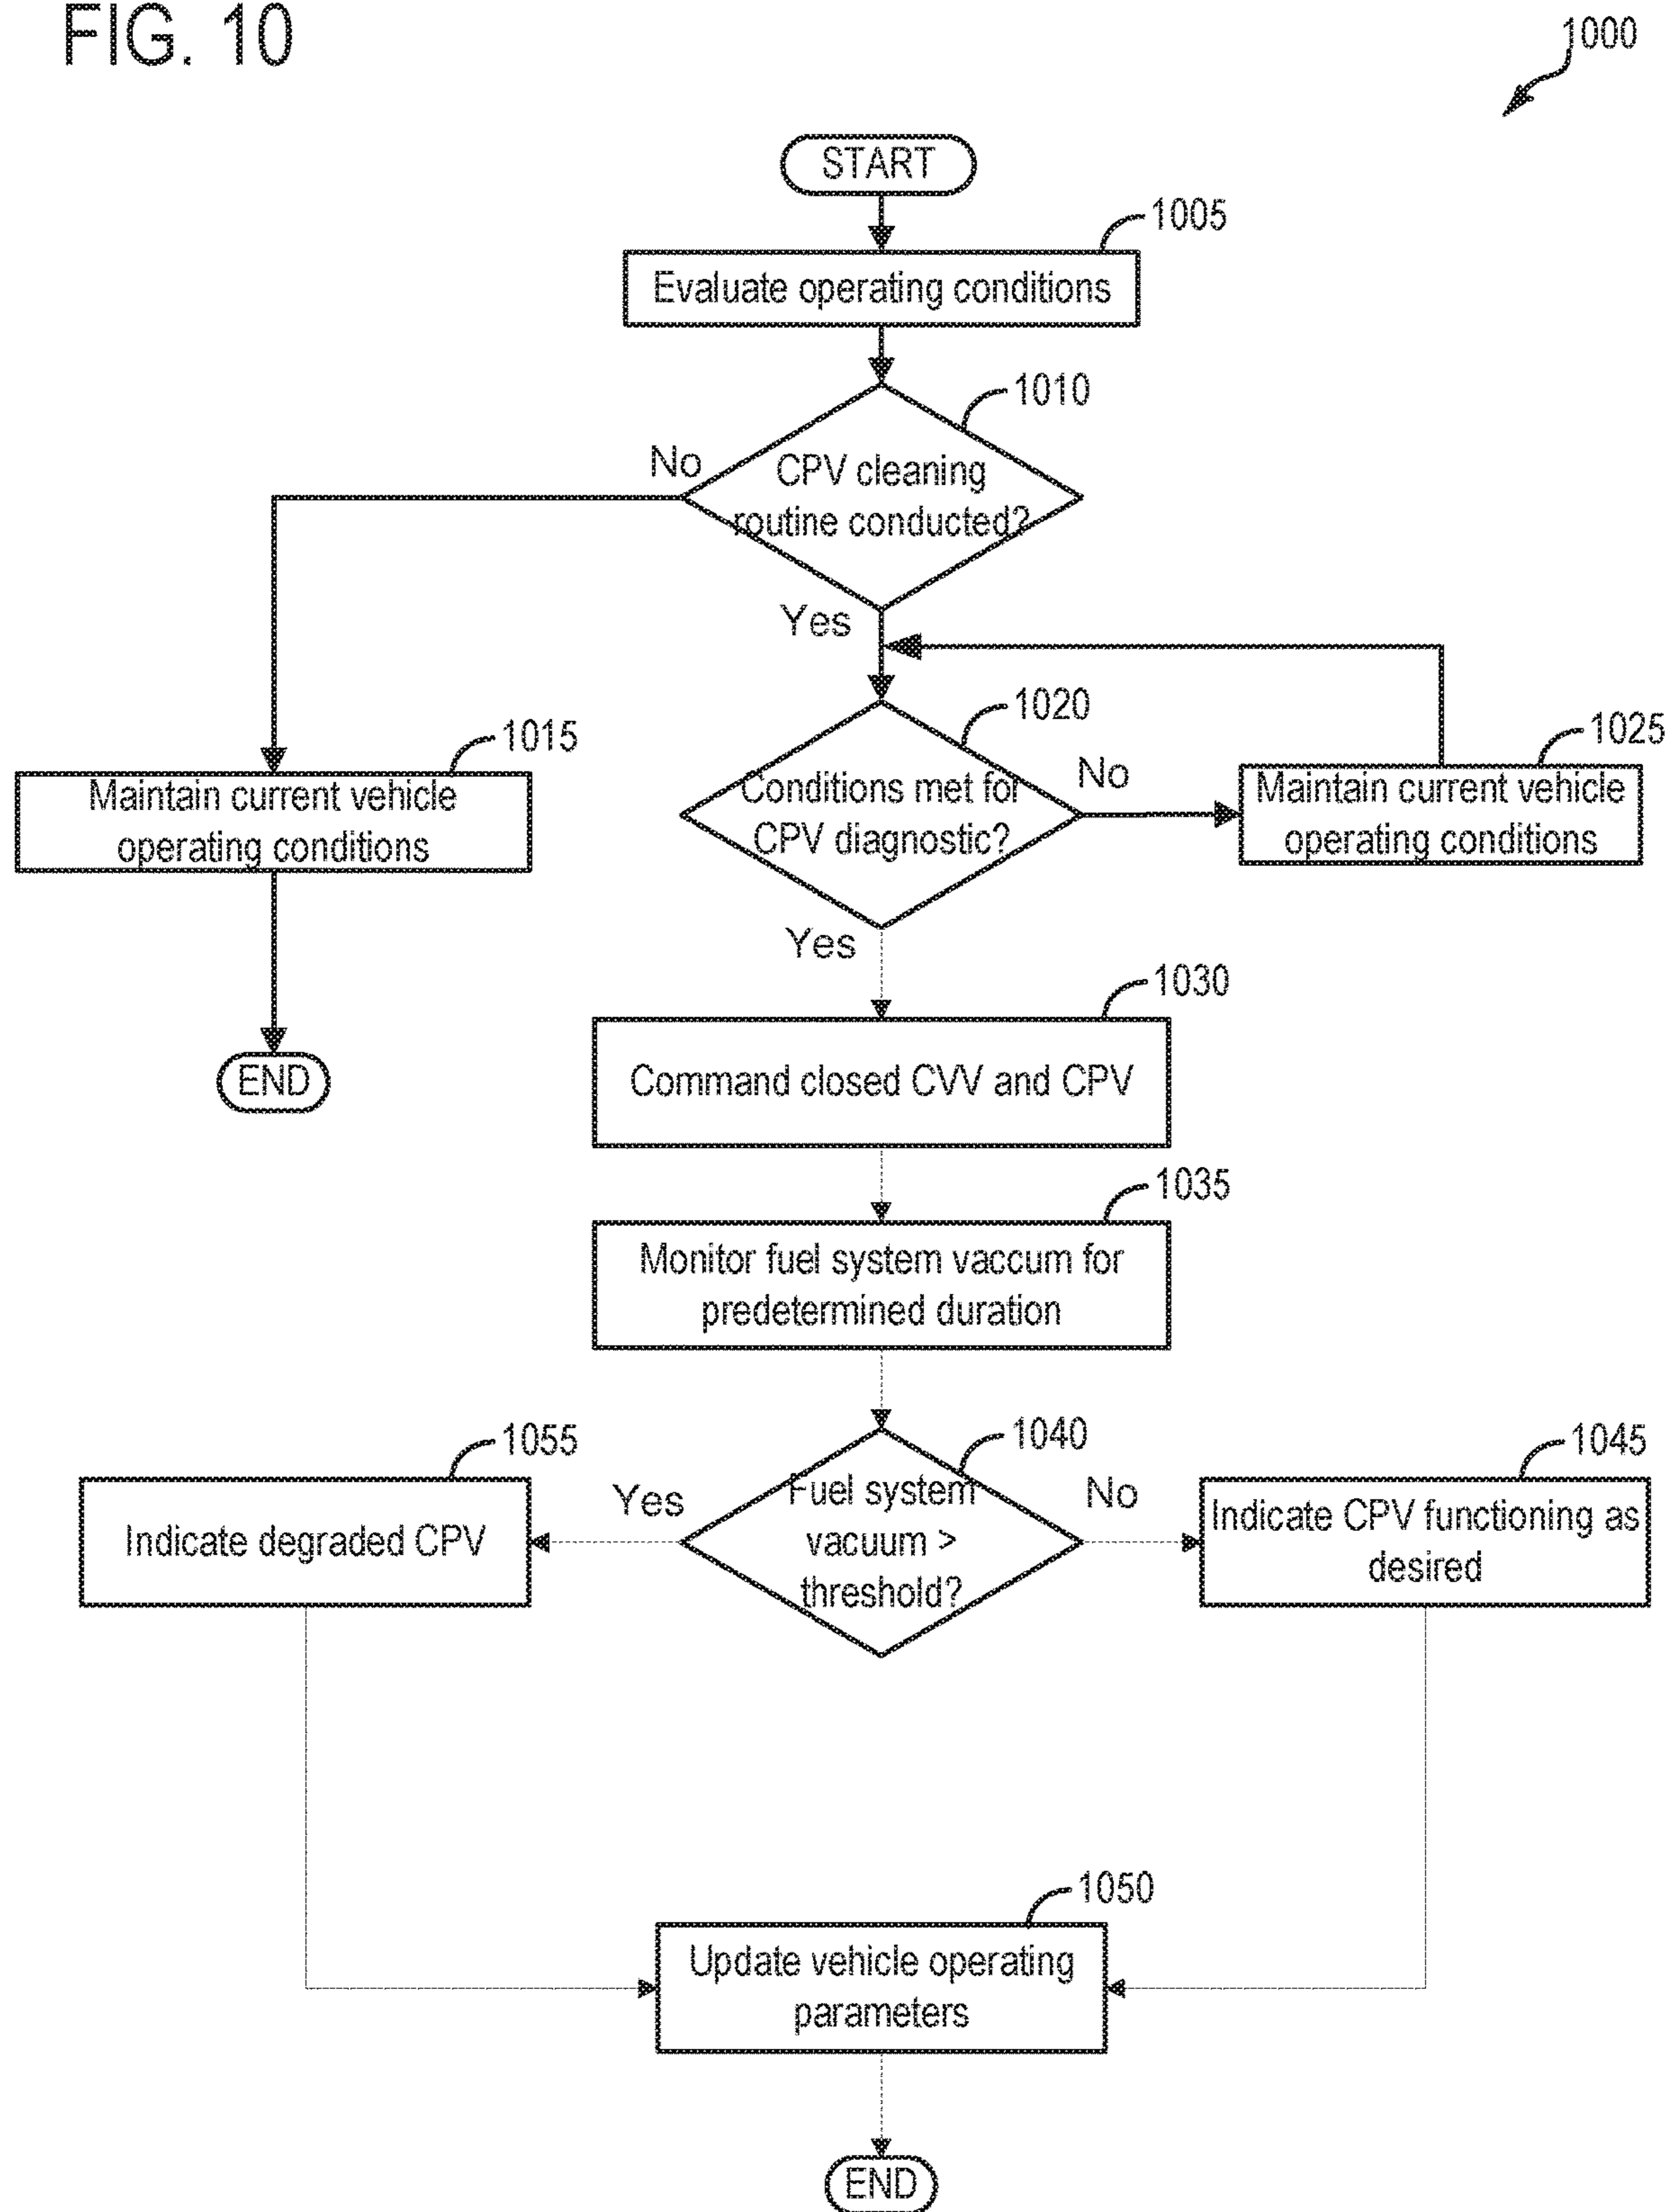 FIG. 10
1000
START
1005
Evaluate operating conditions
1010
No
CPV cleaning
routine conducted?
Yes
1020
1015
1025
Maintain current vehicle
operating conditions
Conditions met for
CPV diagnostic?
No
Maintain current vehicle
operating conditions
Yes
1030
END
Command closed CVV and CPV
1035
Monitor fuel system vaccum for
predetermined duration
1055
1040
1045
Indicate degraded CPV
Yes
Fuel system
vacuum >
threshold?
No
Indicate CPV functioning as
desired
1050
Update vehicle operating
parameters
END